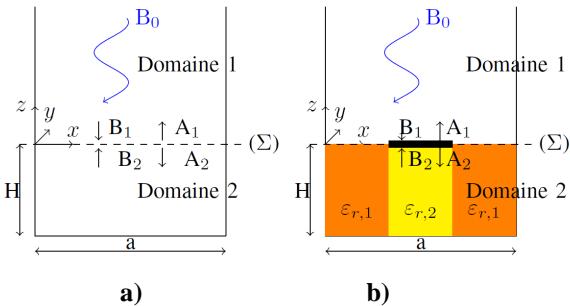 B₀
Domaine 1
z
y
x
B₁
A₁
(Σ)
B₂
A₂
H
Domaine 2
a
a)
B₀
Domaine 1
z
y
x
B₁
A₁
(Σ)
B₂
A₂
H
Domaine 2
εr,1
εr,2
εr,1
a
b)